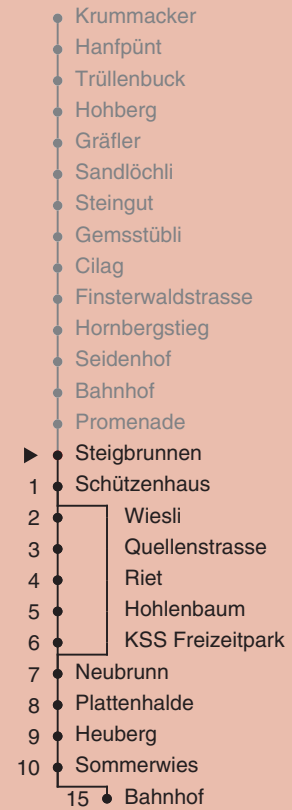 Krummacker
Hanfpünt
Trüllenbuck
Hohberg
Gräfler
Sandlöchli
Steingut
Gemsstübli
Cilag
Finsterwaldstrasse
Hornbergstieg
Seidenhof
Bahnhof
Promenade
Steigbrunnen
1 Schützenhaus
2 Wiesli
3 Quellenstrasse
4 Riet
5 Hohlenbaum
6 KSS Freizeitpark
7 Neubrunn
8 Plattenhalde
9 Heuberg
10 Sommerwies
15 Bahnhof